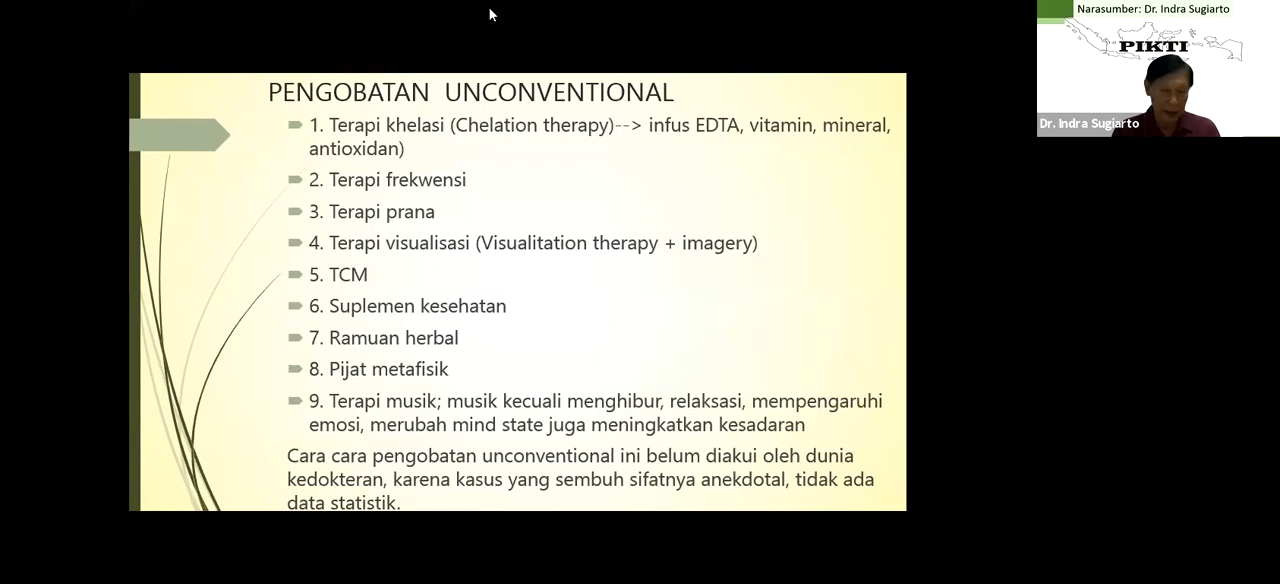 PENGOBATAN UNCONVENTIONAL
1. Terapi khelasi (Chelation therapy)--> infus EDTA, vitamin, mineral,
antioxidan)
2. Terapi frekwensi
3. Terapi prana
4. Terapi visualisasi (Visualitation therapy + imagery)
5. TCM
6. Suplemen kesehatan
7. Ramuan herbal
8. Pijat metafisik
9. Terapi musik; musik kecuali menghibur, relaksasi, mempengaruhi
emosi, merubah mind state juga meningkatkan kesadaran
Cara cara pengobatan unconventional ini belum diakui oleh dunia
kedokteran, karena kasus yang sembuh sifatnya anekdotal, tidak ada
data statistik.
Narasumber: Dr. Indra Sugiarto
PIKTI
Dr. Indra Sugiarto